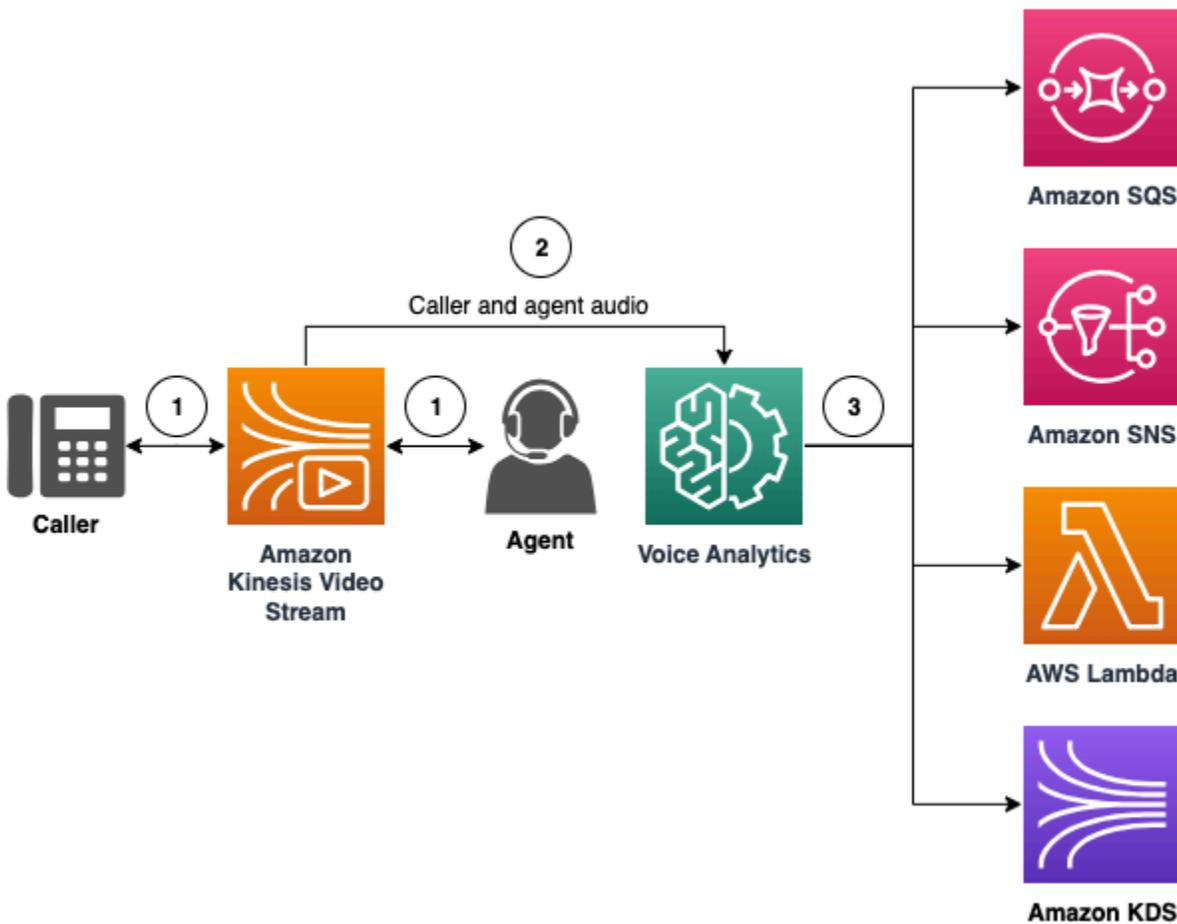 Amazon SQS
2
Caller and agent audio
1
1
3
Amazon SNS
Caller
Agent
Voice Analytics
Amazon
Kinesis Video
Stream
AWS Lambda
Amazon KDS